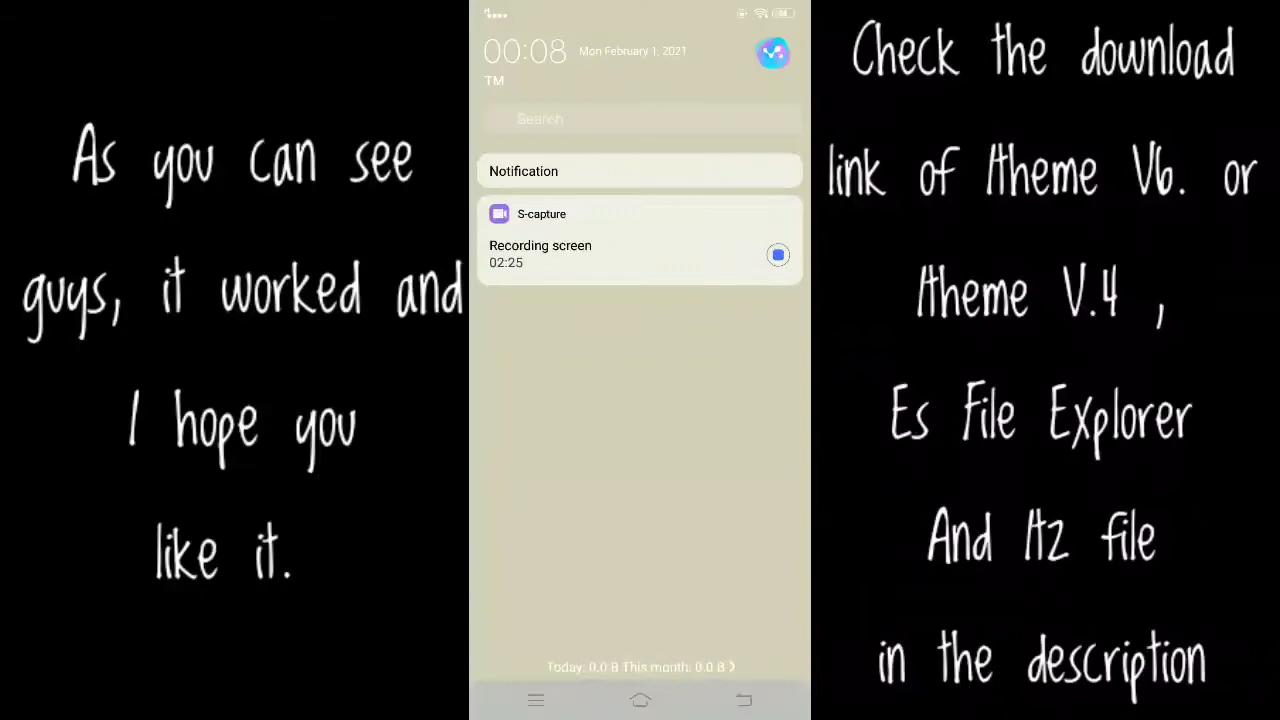 As you can see
guys, it worked and
I hope you
like it.
H
00:08 Mon February 1, 2021
TM
Search
Notification
S-capture
Recording screen
02:25
Today: 0.0 B This month: 0.0 B
Check the download
link of Itheme V6. or
Itheme V.4 ,
Es File Explorer
And Itz file
in the description